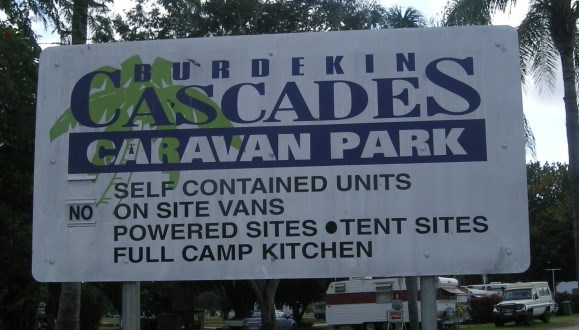 BURDEKIN
CASCADES
CARAVAN PARK
SELF CONTAINED UNITS
NO ON SITE VANS
POWERED SITES ● TENT SITES
FULL CAMP KITCHEN